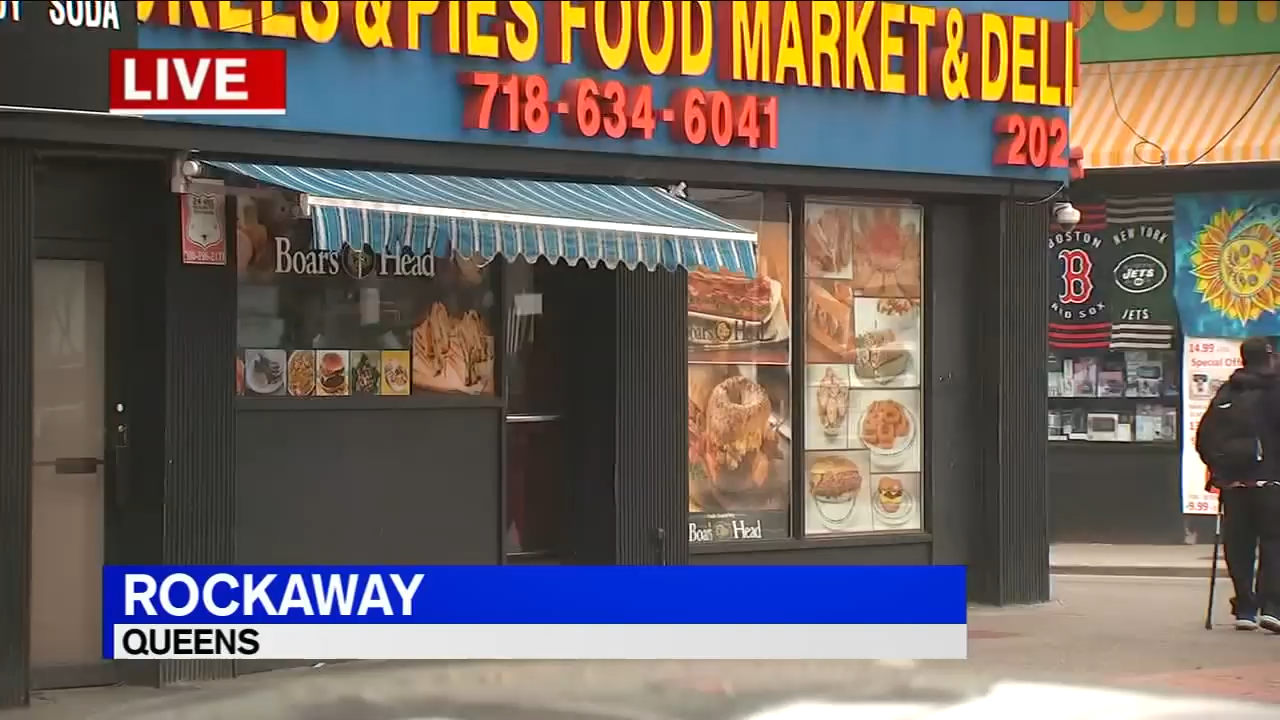 SODA
& PIES FOOD MARKET & DELI
LIVE
718-634-6041
202
Boar's Head
BOSTON
B
RED SOX
NEW YORK
JETS
JETS
14.99
Special
Boar's Head
Boar's Head
9.99
ROCKAWAY
QUEENS